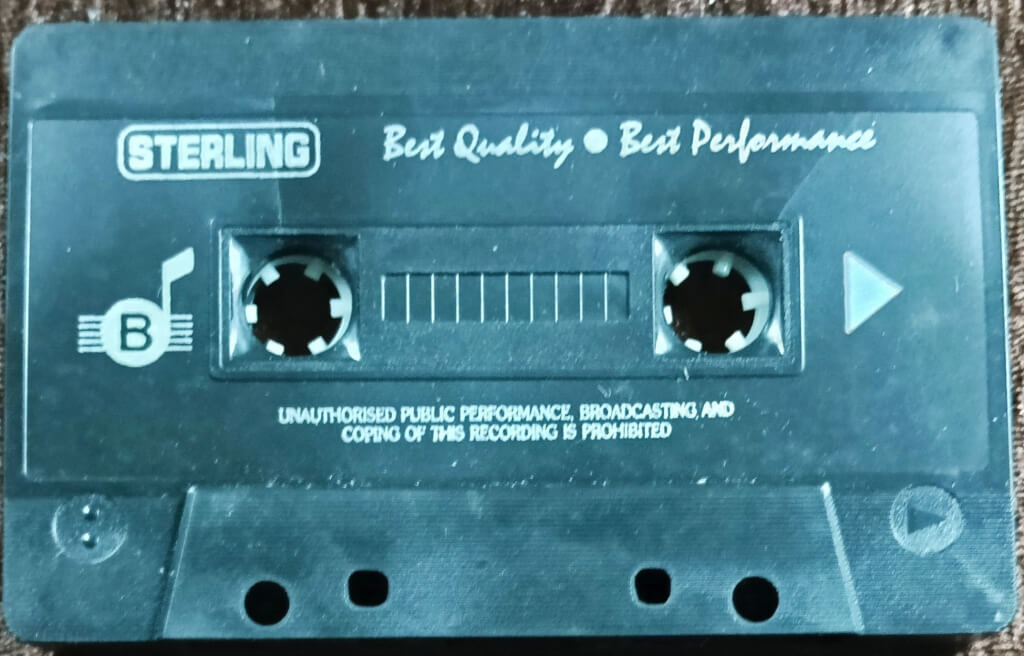 STERLING
Best Quality ● Best Performance
B
UNAUTHORISED PUBLIC PERFORMANCE, BROADCASTING AND
COPING OF THIS RECORDING IS PROHIBITED